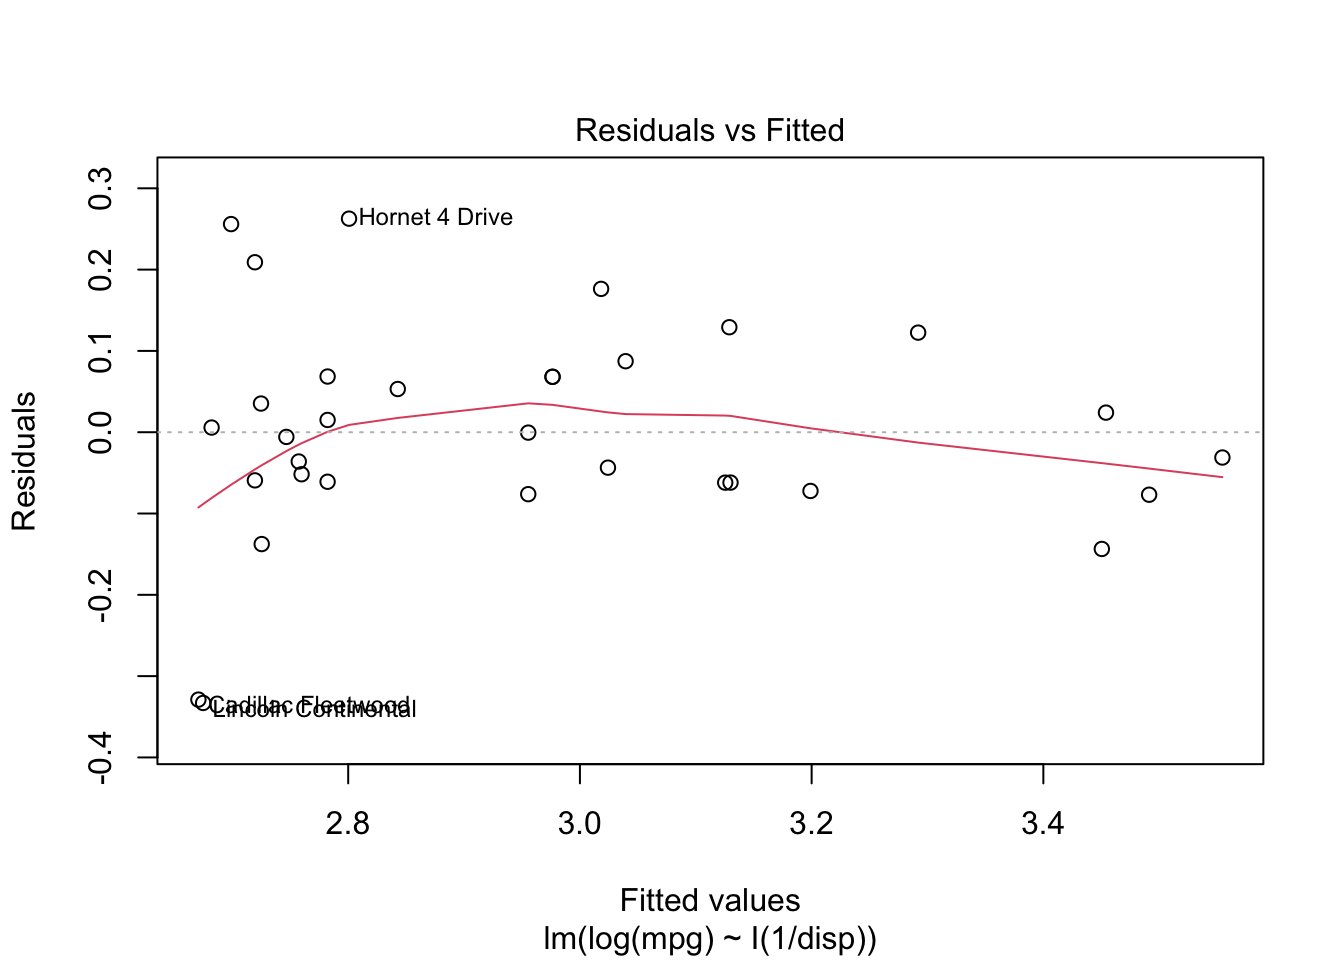 Residuals vs Fitted
0.3
0.2
0.1
0.0
-0.2
-0.4
Residuals
Hornet 4 Drive
Cadillac Fleetwood
Lincoln Continental
2.8 3.0 3.2 3.4
Fitted values
lm(log(mpg) ~ I(1/disp))